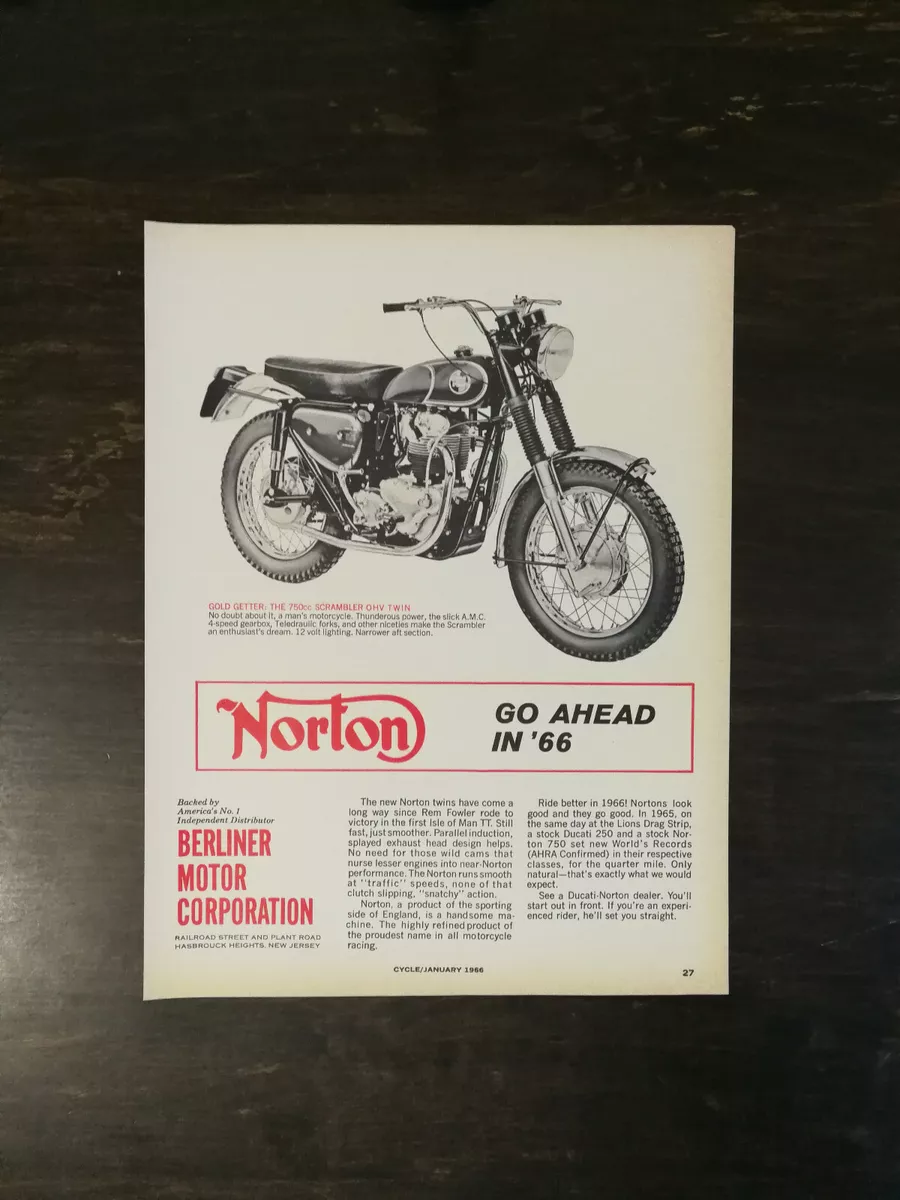 GOLD GETTER: THE 750cc SCRAMBLER OHV TWIN
No doubt about it, a man's motorcycle. Thunderous power, the slick A.M.C.
4-speed gearbox, Teledraulic forks, and other niceties make the Scrambler
an enthusiast's dream. 12 volt lighting. Narrower aft section.
Norton
GO AHEAD
IN '66
Backed by
America's No. 1
Independent Distributor
BERLINER
MOTOR
CORPORATION
RAILROAD STREET AND PLANT ROAD
HASBROUCK HEIGHTS, NEW JERSEY
The new Norton twins have come a
long way since Rem Fowler rode to
victory in the first Isle of Man TT. Still
fast, just smoother. Parallel induction,
splayed exhaust head design helps.
No need for those wild cams that
nurse lesser engines into near-Norton
performance. The Norton runs smooth
at "traffic" speeds, none of that
clutch slipping, "snatchy" action.
Norton, a product of the sporting
side of England, is a handsome ma-
chine. The highly refined product of
the proudest name in all motorcycle
racing.
Ride better in 1966! Nortons look
good and they go good. In 1965, on
the same day at the Lions Drag Strip,
a stock Ducati 250 and a stock Nor-
ton 750 set new World's Records
(AHRA Confirmed) in their respective
classes, for the quarter mile. Only
natural—that's exactly what we would
expect.
See a Ducati-Norton dealer. You'll
start out in front. If you're an experi-
enced rider, he'll set you straight.
CYCLE/JANUARY 1966
27